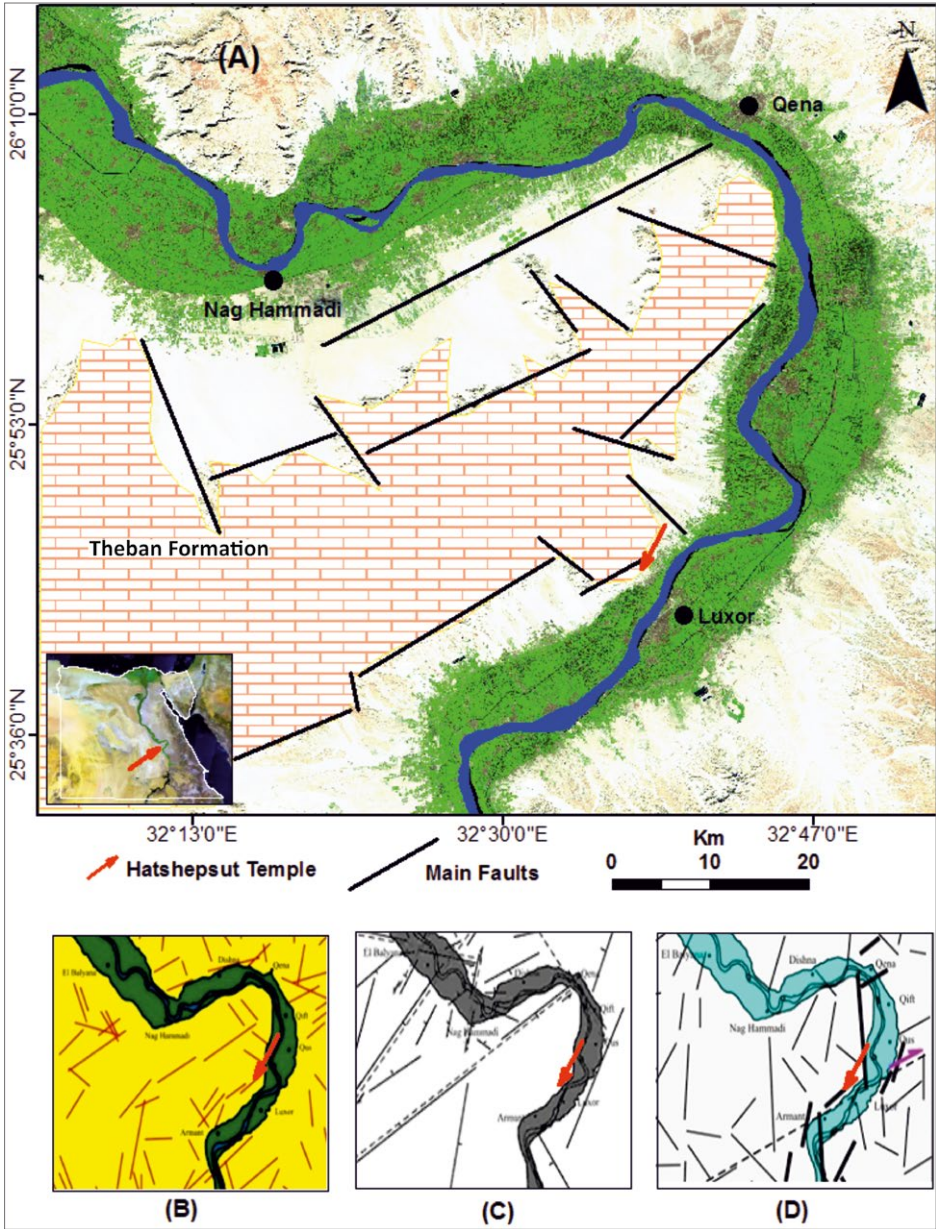 (A)
N
Qena
26°10'0"N
Nag Hammadi
25°53'0"N
Theban Formation
Luxor
25°36'0"N
32°13'0"E
32°30'0"E
32°47'0"E
Hatshepsut Temple
Main Faults
Km
0
10
20
El Balyana
Dishna
Qena
Qift
Qus
Nag Hammadi
Luxor
Armant
(B)
El Balyana
Qena
Qift
Qus
Nag Hammadi
Luxor
Armant
(C)
El Balyana
Dishna
Qena
Qift
Qus
Nag Hammadi
Luxor
Armant
(D)